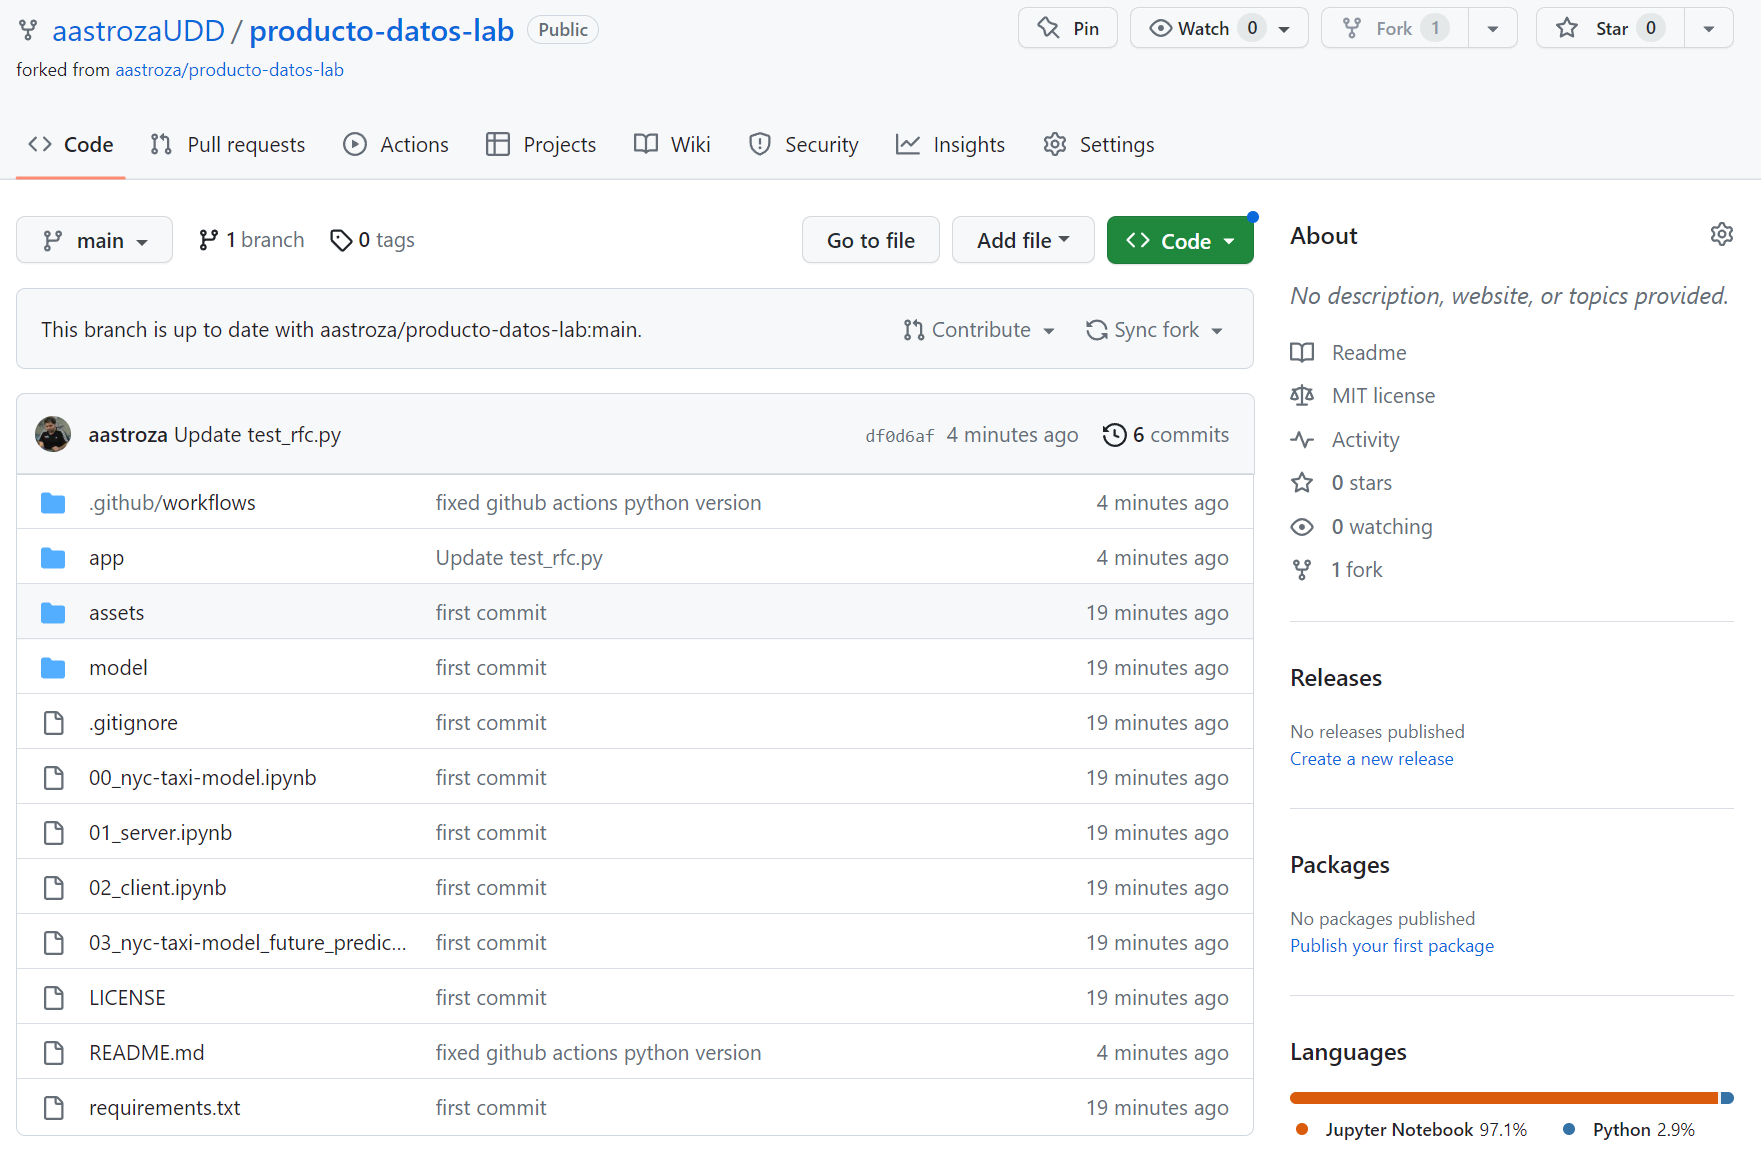 aastrozaUDD / producto-datos-lab Public Pin Watch 0 Fork 1 Star 0
forked from aastroza/producto-datos-lab
Code Pull requests Actions Projects Wiki Security Insights Settings
main 1 branch 0 tags Go to file Add file Code
This branch is up to date with aastroza/producto-datos-lab:main. Contribute Sync fork
aastroza Update test_rfc.py df0d6af 4 minutes ago 6 commits
.github/workflows fixed github actions python version 4 minutes ago
app Update test_rfc.py 4 minutes ago
assets first commit 19 minutes ago
model first commit 19 minutes ago
.gitignore first commit 19 minutes ago
00_nyc-taxi-model.ipynb first commit 19 minutes ago
01_server.ipynb first commit 19 minutes ago
02_client.ipynb first commit 19 minutes ago
03_nyc-taxi-model_future_predic... first commit 19 minutes ago
LICENSE first commit 19 minutes ago
README.md fixed github actions python version 4 minutes ago
requirements.txt first commit 19 minutes ago
About
No description, website, or topics provided.
Readme
MIT license
Activity
0 stars
0 watching
1 fork
Releases
No releases published
Create a new release
Packages
No packages published
Publish your first package
Languages
Jupyter Notebook 97.1% Python 2.9%